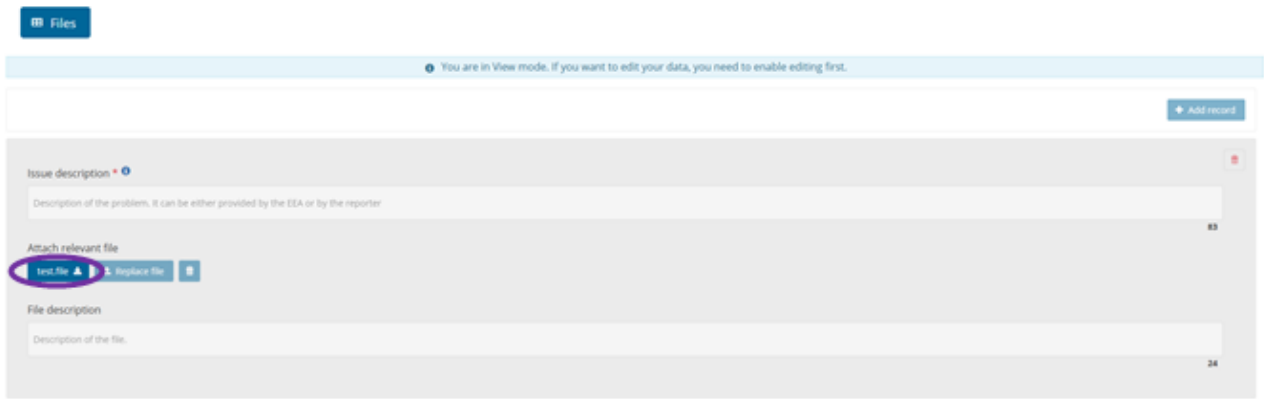 Files
You are in View mode. If you want to edit your data, you need to enable editing first.
Add record
Issue description *
Description of the problem. It can be either provided by the EEA or by the reporter
83
Attach relevant file
test.file Replace file
File description
Description of the file.
24